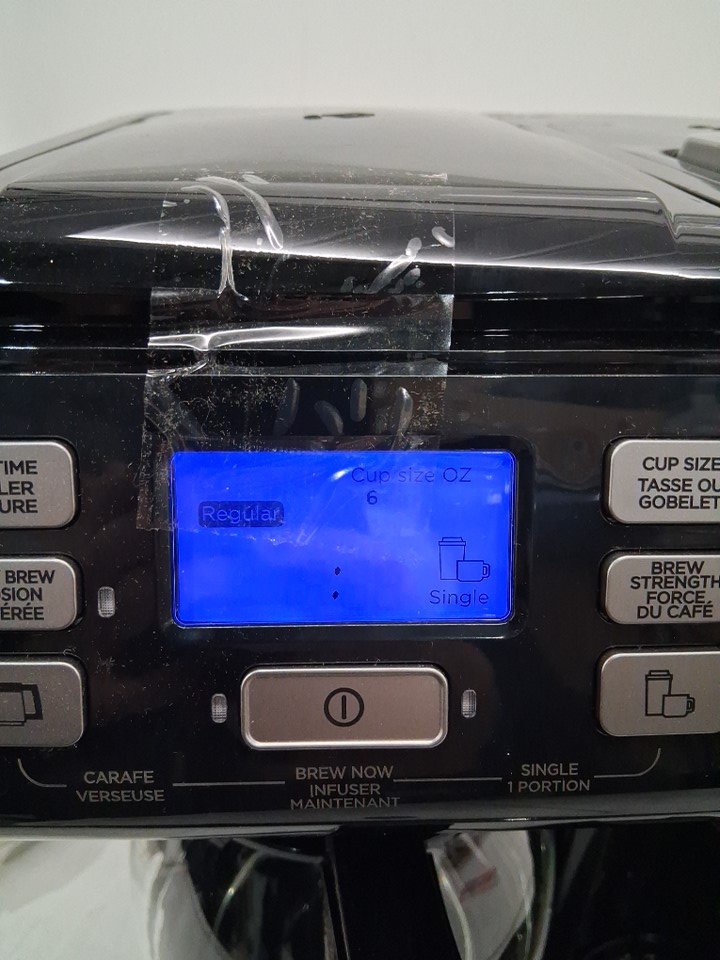 Cup size OZ
6
Regular
Single
TIME
LER
URE
BREW
OSION
ÉRÉE
CUP SIZE
TASSE OU
GOBELET
BREW
STRENGTH
FORCE
DU CAFÉ
CARAFE
VERSEUSE
BREW NOW
INFUSER
MAINTENANT
SINGLE
1 PORTION